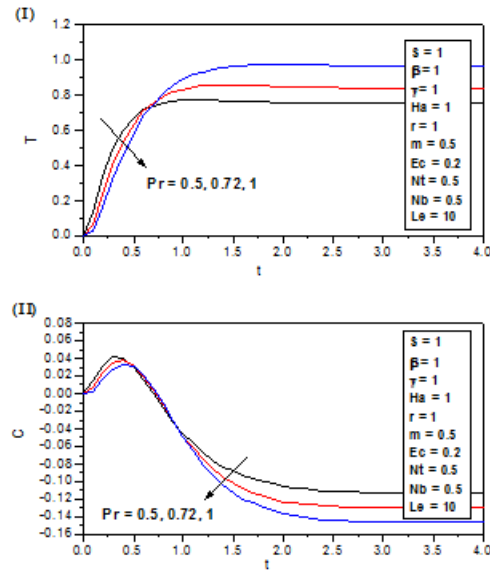 (I)
1.2
1.0
0.8
0.6
0.4
0.2
0.0
T
S = 1
β = 1
γ = 1
Ha = 1
r = 1
m = 0.5
Ec = 0.2
Nt = 0.5
Nb = 0.5
Le = 10
Pr = 0.5, 0.72, 1
0.0 0.5 1.0 1.5 2.0 2.5 3.0 3.5 4.0
t
(II)
0.08
0.06
0.04
0.02
0.00
-0.02
-0.04
-0.06
-0.08
-0.10
-0.12
-0.14
-0.16
C
S = 1
β = 1
γ = 1
Ha = 1
r = 1
m = 0.5
Ec = 0.2
Nt = 0.5
Nb = 0.5
Le = 10
Pr = 0.5, 0.72, 1
0.0 0.5 1.0 1.5 2.0 2.5 3.0 3.5 4.0
t